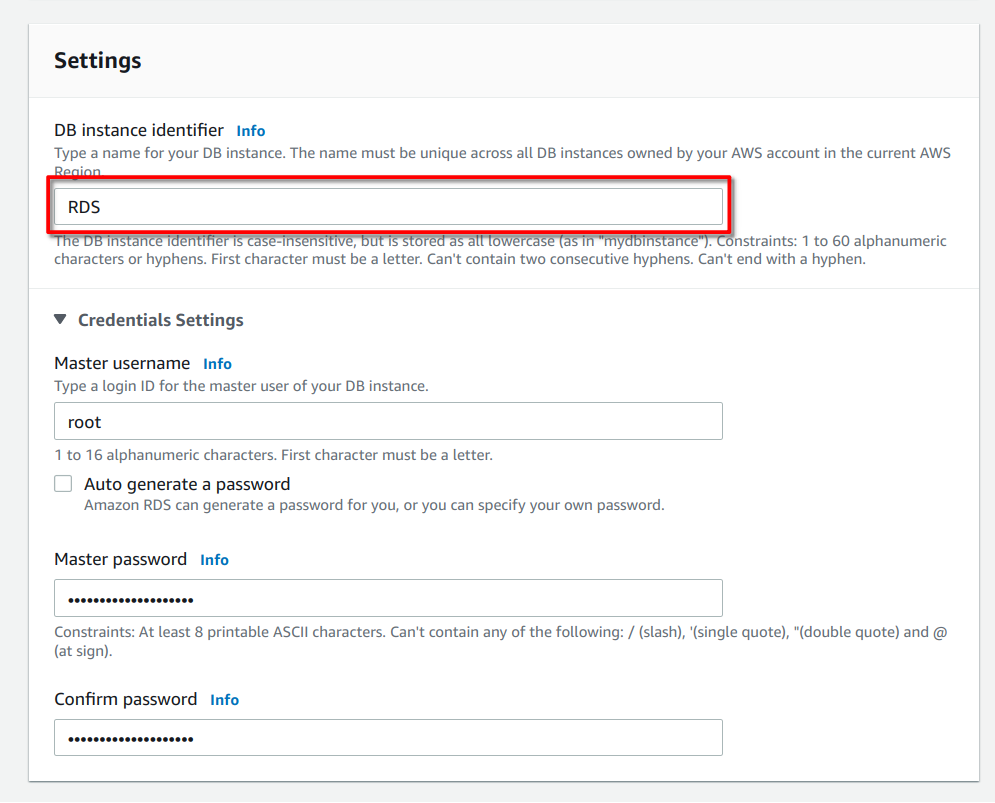 Settings
DB instance identifier Info
Type a name for your DB instance. The name must be unique across all DB instances owned by your AWS account in the current AWS
Region.
RDS
The DB instance identifier is case-insensitive, but is stored as all lowercase (as in "mydbinstance"). Constraints: 1 to 60 alphanumeric
characters or hyphens. First character must be a letter. Can't contain two consecutive hyphens. Can't end with a hyphen.
Credentials Settings
Master username Info
Type a login ID for the master user of your DB instance.
root
1 to 16 alphanumeric characters. First character must be a letter.
Auto generate a password
Amazon RDS can generate a password for you, or you can specify your own password.
Master password Info
••••••••••••••••••••
Constraints: At least 8 printable ASCII characters. Can't contain any of the following: / (slash), '(single quote), "(double quote) and @
(at sign).
Confirm password Info
••••••••••••••••••••